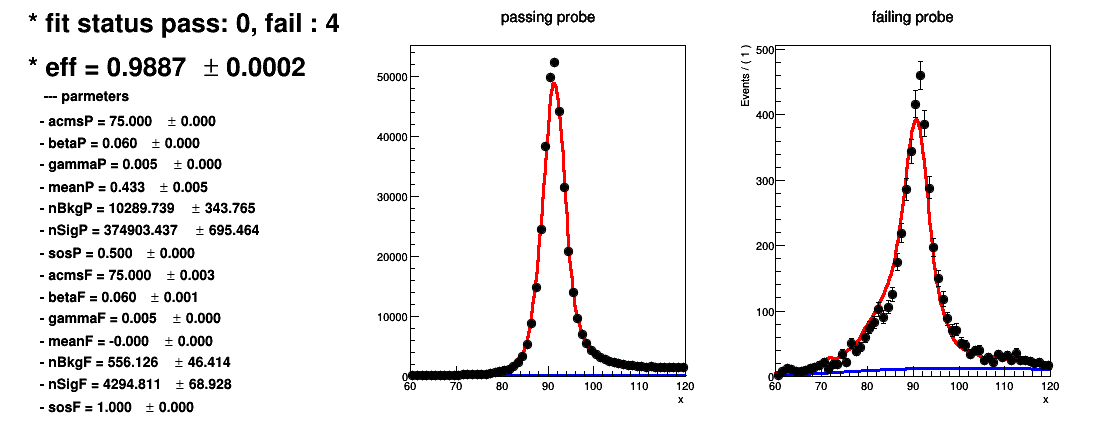 * fit status pass: 0, fail : 4
* eff = 0.9887 ± 0.0002
--- parmeters
- acmsP = 75.000 ± 0.000
- betaP = 0.060 ± 0.000
- gammaP = 0.005 ± 0.000
- meanP = 0.433 ± 0.005
- nBkgP = 10289.739 ± 343.765
- nSigP = 374903.437 ± 695.464
- sosP = 0.500 ± 0.000
- acmsF = 75.000 ± 0.003
- betaF = 0.060 ± 0.001
- gammaF = 0.005 ± 0.000
- meanF = -0.000 ± 0.000
- nBkgF = 556.126 ± 46.414
- nSigF = 4294.811 ± 68.928
- sosF = 1.000 ± 0.000
passing probe
50000
40000
30000
20000
10000
0
60 70 80 90 100 110 120
x
failing probe
Events / ( 1 )
500
400
300
200
100
0
60 70 80 90 100 110 120
x